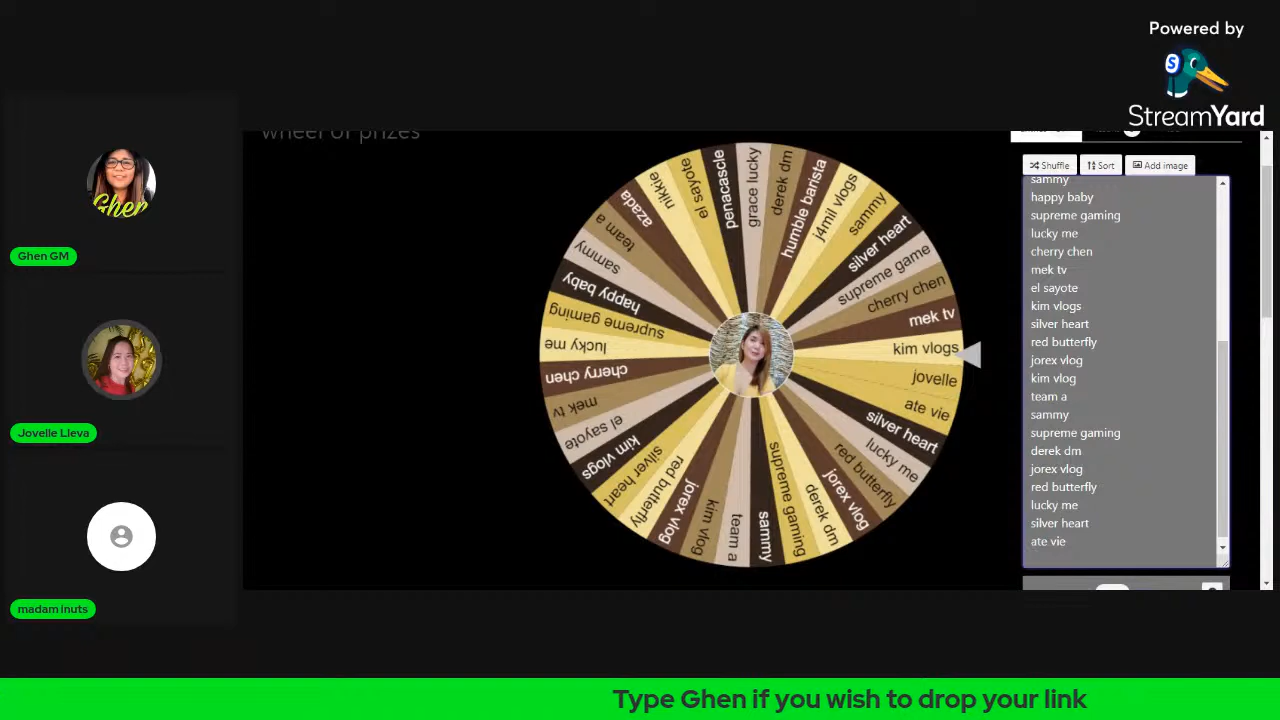 Powered by
StreamYard
wheel of prizes
Ghen
Ghen GM
Jovelle Lleva
madam inuts
grace lucky
derek dm
humble barista
j4mil vlogs
sammy
silver heart
supreme game
cherry chen
mek tv
kim vlogs
jovelle
ate vie
silver heart
lucky me
red butterfly
jorex vlog
derek dm
supreme gaming
sammy
team a
kim vlog
jorex vlog
red butterfly
silver heart
kim vlogs
el sayote
mek tv
cherry chen
lucky me
supreme gaming
happy baby
sammy
team a
azada
nikkie
el sayote
penacascle
Shuffle
Sort
Add image
sammy
happy baby
supreme gaming
lucky me
cherry chen
mek tv
el sayote
kim vlogs
silver heart
red butterfly
jorex vlog
kim vlog
team a
sammy
supreme gaming
derek dm
jorex vlog
red butterfly
lucky me
silver heart
ate vie
Type Ghen if you wish to drop your link